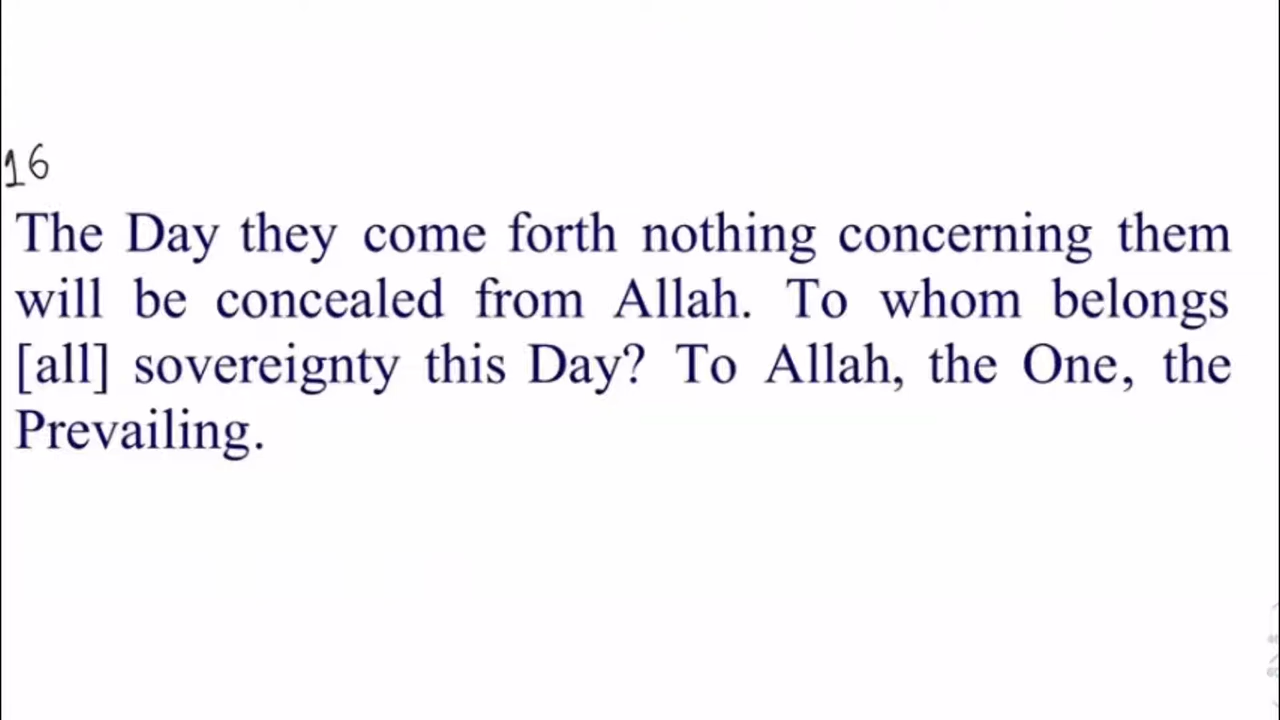 16
The Day they come forth nothing concerning them
will be concealed from Allah. To whom belongs
[all] sovereignty this Day? To Allah, the One, the
Prevailing.